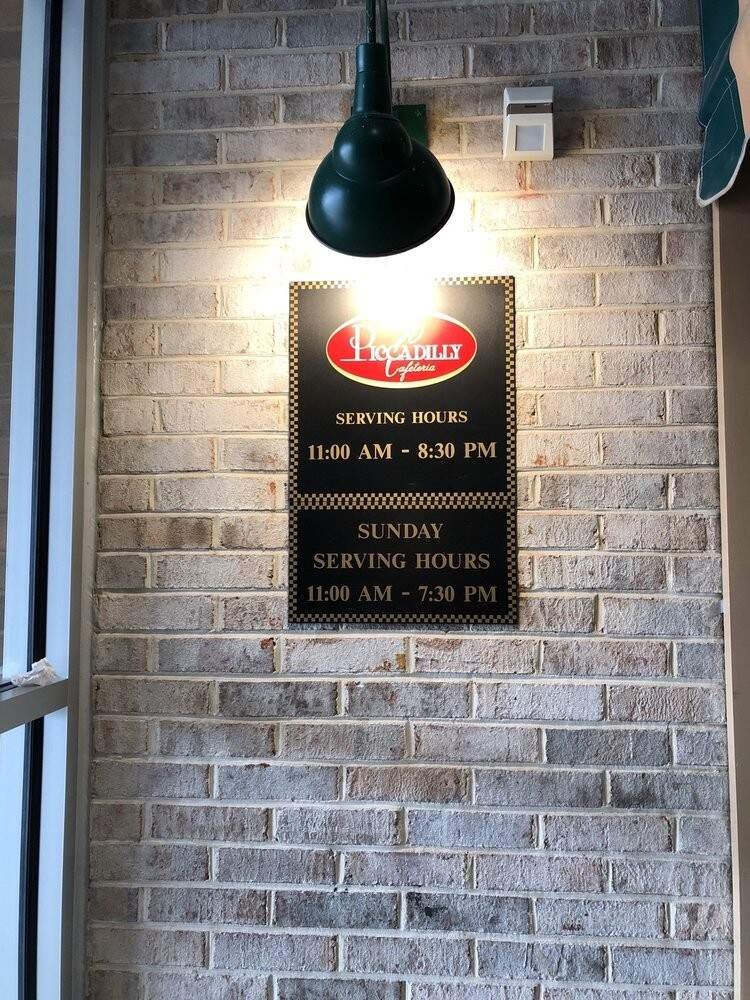 PICCADILLY
Cafeteria
SERVING HOURS
11:00 AM - 8:30 PM
SUNDAY
SERVING HOURS
11:00 AM - 7:30 PM